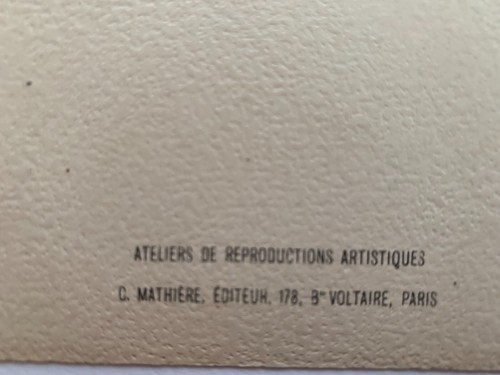 ATELIERS DE REPRODUCTIONS ARTISTIQUES
C. MATHIÈRE, ÉDITEUR, 178, Bᴰ VOLTAIRE, PARIS